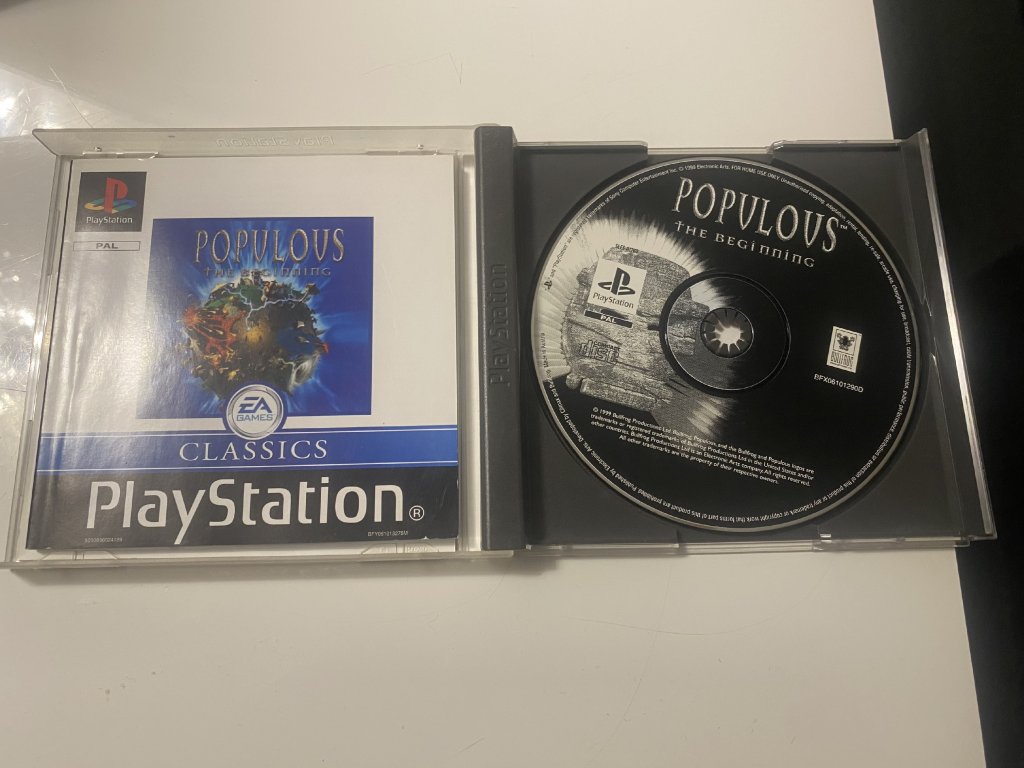 PlayStation
PAL
POPULOUS
THE BEGINNING
EA
GAMES
CLASSICS
PlayStation®
PlayStation
POPULOUS™
THE BEGINNING
PlayStation
PAL
BULLFROG
BFX06101290D
© 1999 Bullfrog Productions Ltd. Bullfrog, Populous and the Bullfrog and Populous logos are
trademarks or registered trademarks of Bullfrog Productions Ltd in the United States and/or
other countries. Bullfrog Productions Ltd is an Electronic Arts company. All rights reserved.
All other trademarks are the property of their respective owners.